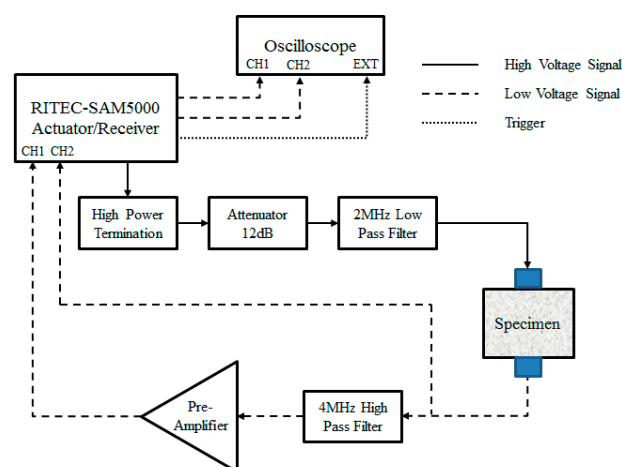 Oscilloscope
CH1 CH2 EXT
High Voltage Signal
Low Voltage Signal
Trigger
RITEC-SAM5000
Actuator/Receiver
CH1 CH2
High Power
Termination
Attenuator
12dB
2MHz Low
Pass Filter
Specimen
Pre-
Amplifier
4MHz High
Pass Filter